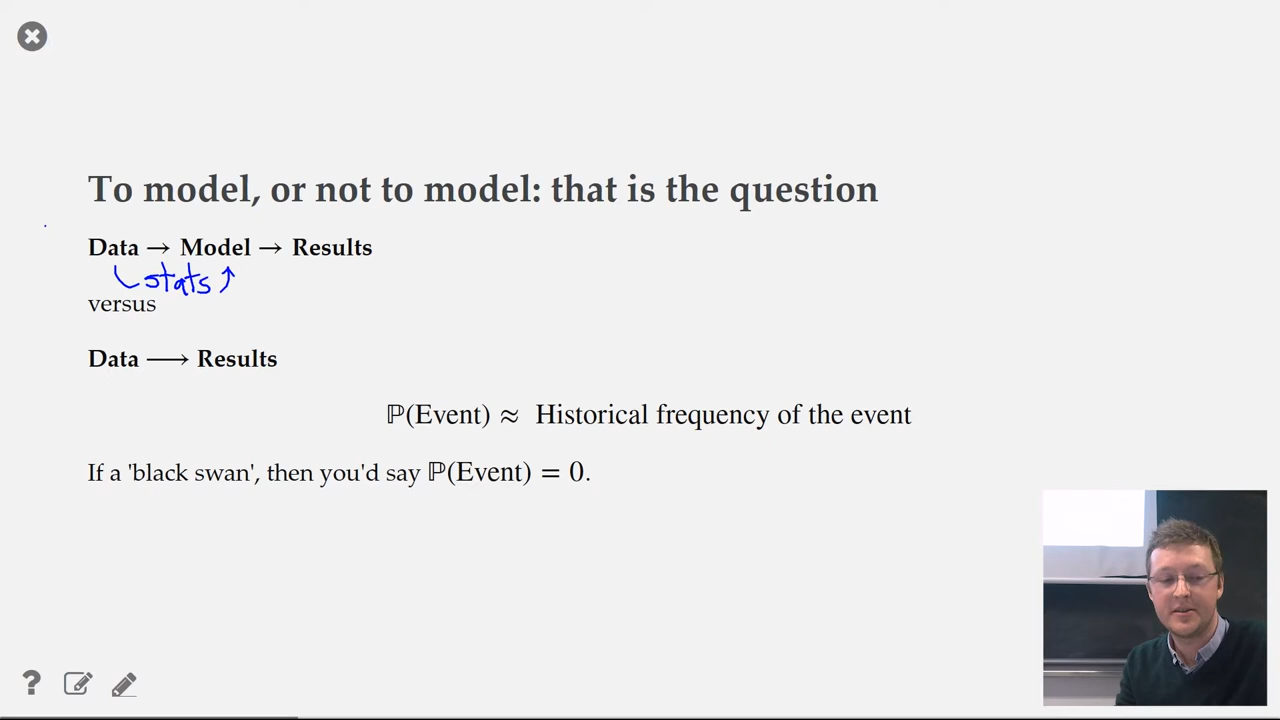 To model, or not to model: that is the question
Data → Model → Results
stats
versus
Data ⟶ Results
ℙ(Event) ≈ Historical frequency of the event
If a 'black swan', then you'd say ℙ(Event) = 0.
?